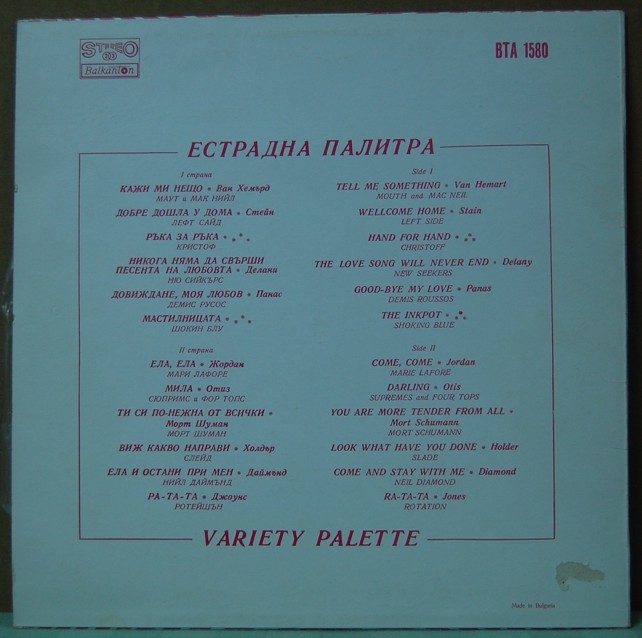 STEREO
Balkanton
BTA 1580
ЕСТРАДНА ПАЛИТРА
I страна
КАЖИ МИ НЕЩО • Ван Хемърд
МАУТ и МАК НИЙЛ
ДОБРЕ ДОШЛА У ДОМА • Стейн
ЛЕФТ САЙД
РЪКА ЗА РЪКА • * * *
КРИСТОФ
НИКОГА НЯМА ДА СВЪРШИ
ПЕСЕНТА НА ЛЮБОВТА • Делани
НЮ СИЙКЪРС
ДОВИЖДАНЕ, МОЯ ЛЮБОВ • Панас
ДЕМИС РУСОС
МАСТИЛНИЦАТА • * * *
ШОКИН БЛУ
II страна
ЕЛА, ЕЛА • Жордан
МАРИ ЛАФОРЕ
МИЛА • Отиз
СЮПРИМС и ФОР ТОПС
ТИ СИ ПО-НЕЖНА ОТ ВСИЧКИ •
Морт Шуман
МОРТ ШУМАН
ВИЖ КАКВО НАПРАВИ • Холдър
СЛЕЙД
ЕЛА И ОСТАНИ ПРИ МЕН • Даймънд
НИЙЛ ДАЙМЪНД
РА-ТА-ТА • Джоунс
РОТЕЙШЪН
Side I
TELL ME SOMETHING • Van Hemart
MOUTH and MAC NEIL
WELLCOME HOME • Stain
LEFT SIDE
HAND FOR HAND • * * *
CHRISTOFF
THE LOVE SONG WILL NEVER END • Delany
NEW SEEKERS
GOOD-BYE MY LOVE • Panas
DEMIS ROUSSOS
THE INKPOT • * * *
SHOKING BLUE
Side II
COME, COME • Jordan
MARIE LAFORE
DARLING • Otis
SUPREMES and FOUR TOPS
YOU ARE MORE TENDER FROM ALL •
Mort Schumann
MORT SCHUMANN
LOOK WHAT HAVE YOU DONE • Holder
SLADE
COME AND STAY WITH ME • Diamond
NEIL DIAMOND
RA-TA-TA • Jones
ROTATION
VARIETY PALETTE
Made in Bulgaria